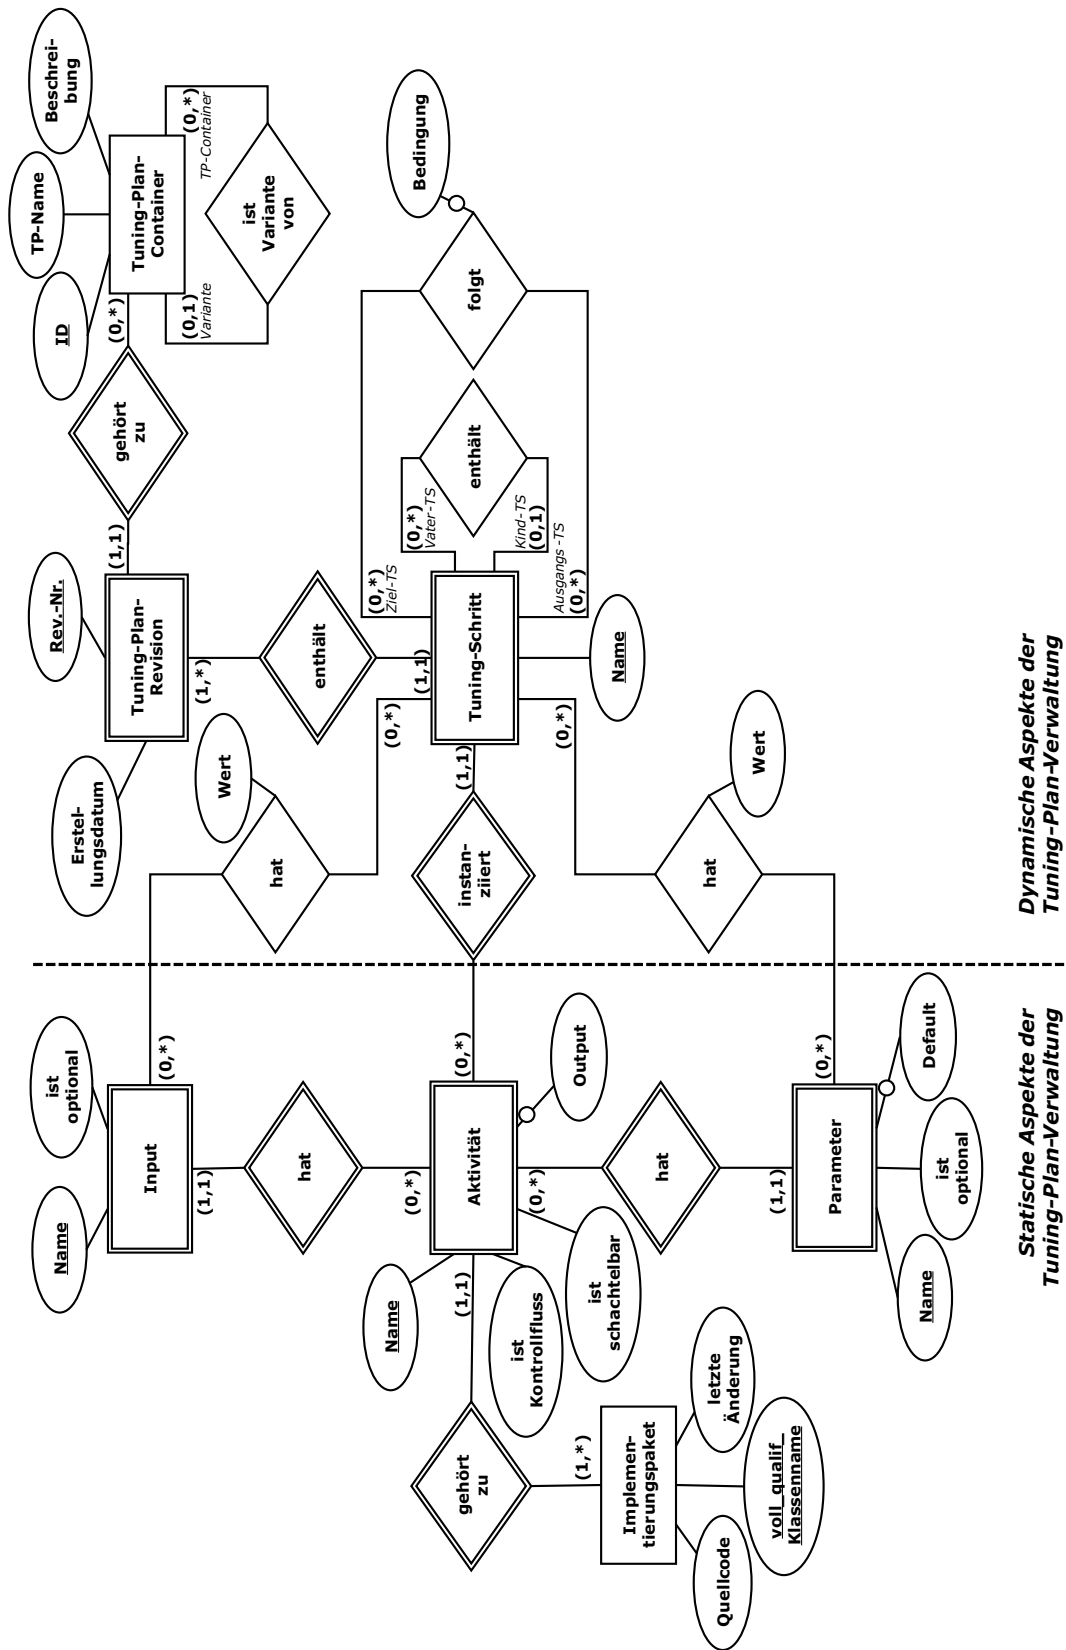 Statische Aspekte der
Tuning-Plan-Verwaltung
Dynamische Aspekte der
Tuning-Plan-Verwaltung
Name
ist
optional
Input
(0,*)
(1,1)
hat
(0,*)
Aktivität
(0,*)
Output
(0,*)
Name
(1,1)
ist
Kontrollfluss
ist
schachtelbar
gehört
zu
(1,*)
Implemen-
tierungspaket
Quellcode
voll_qualif_
Klassenname
letzte
Änderung
hat
(1,1)
Parameter
(0,*)
Name
ist
optional
Default
Erstel-
lungsdatum
Rev.-Nr.
Tuning-Plan-
Revision
(1,1)
(1,*)
gehört
zu
(0,*)
ID
TP-Name
Beschrei-
bung
Tuning-Plan-
Container
(0,1)
Variante
(0,*)
TP-Container
ist
Variante
von
enthält
(1,1)
Wert
hat
(0,*)
instan-
ziiert
(1,1)
Tuning-Schritt
(0,*)
Ziel-TS
(0,*)
Vater-TS
Kind-TS
(0,1)
Ausgangs-TS
(0,*)
enthält
folgt
Bedingung
Name
(0,*)
hat
Wert